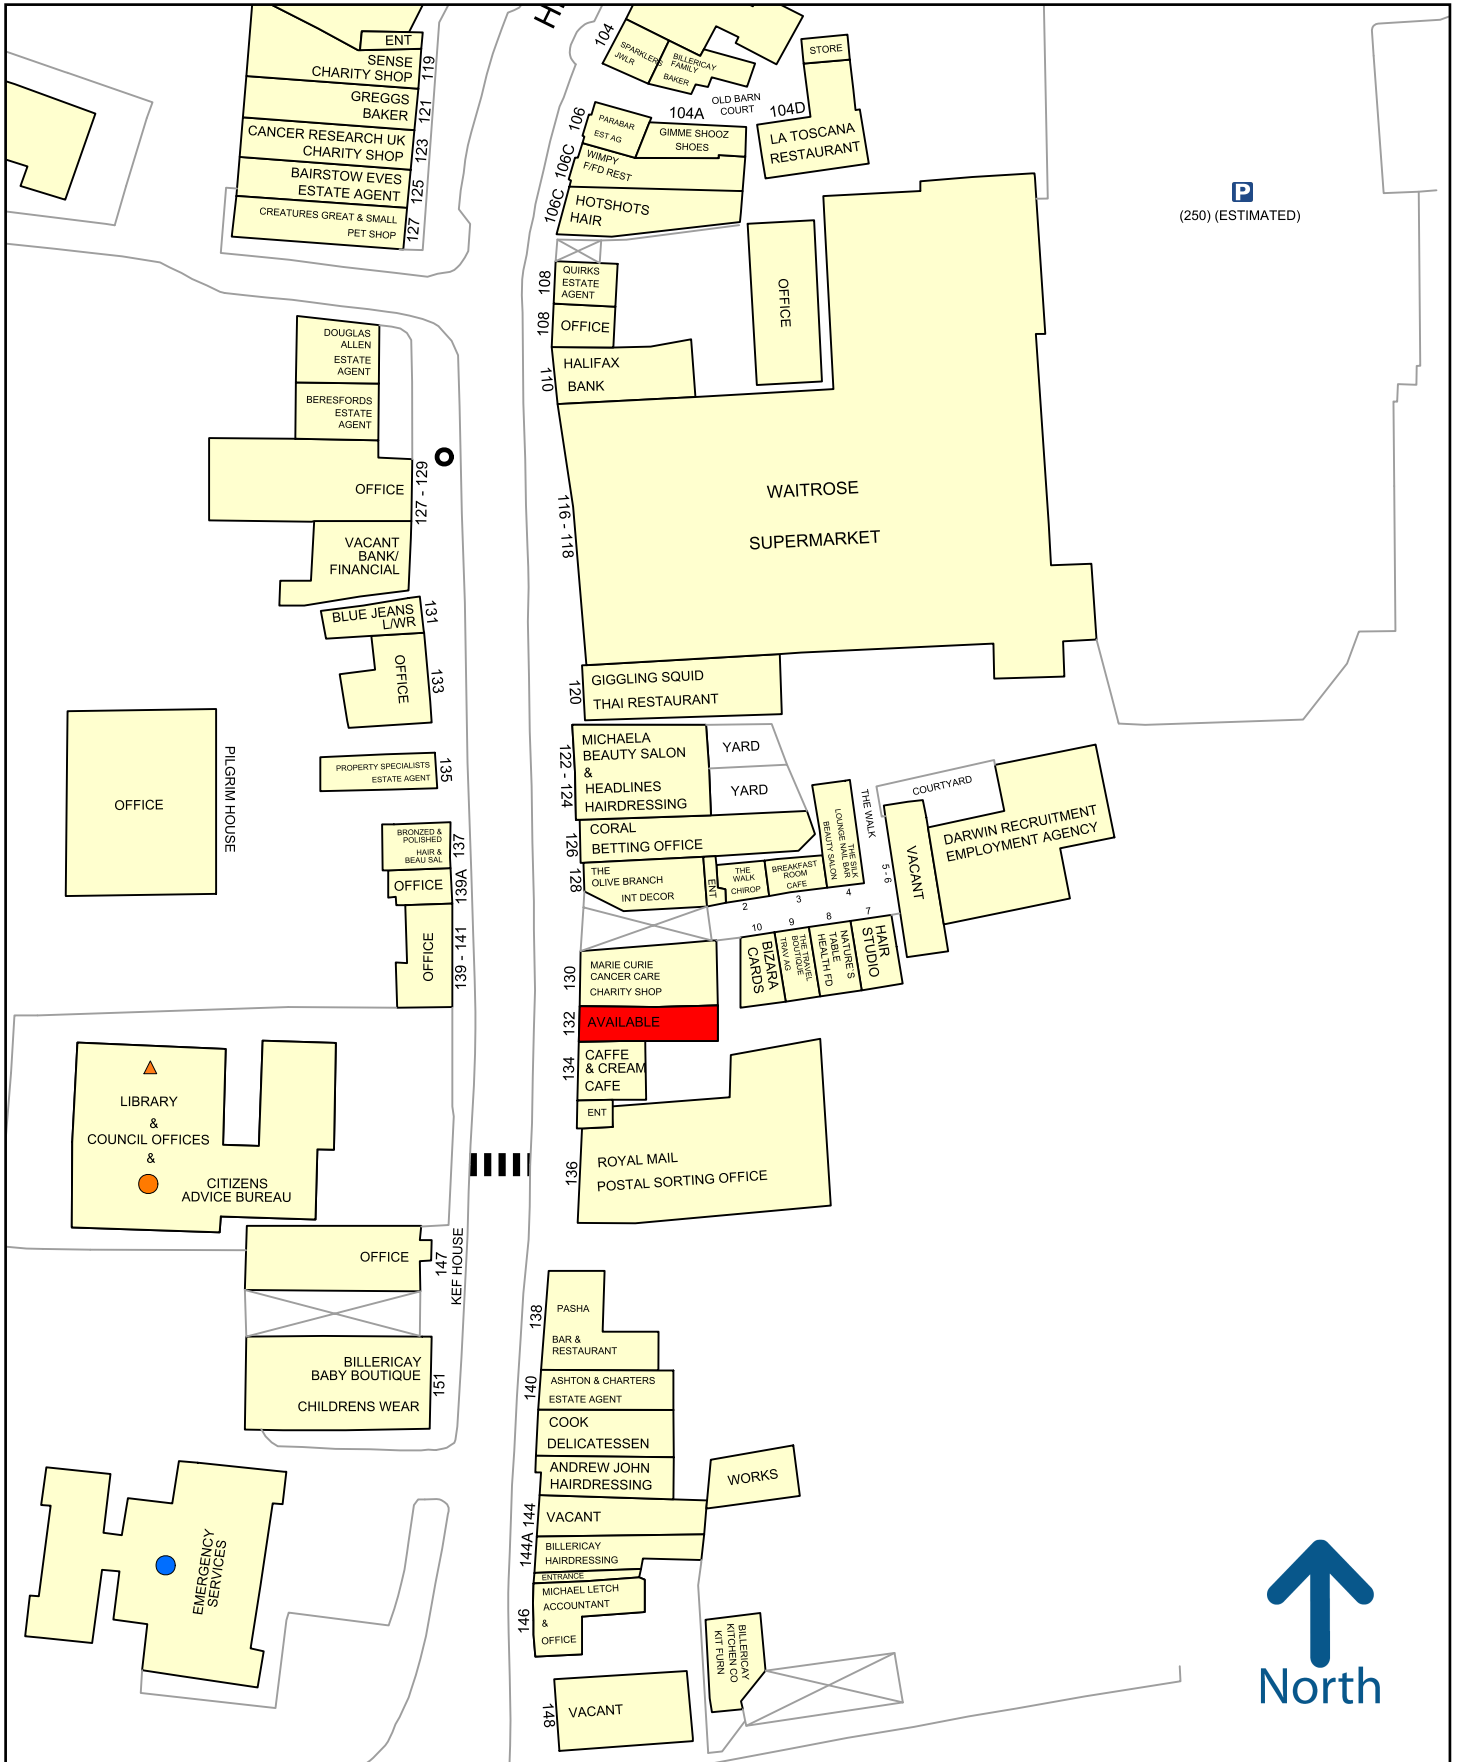 ENT
SENSE
CHARITY SHOP
119
GREGGS
BAKER
121
CANCER RESEARCH UK
CHARITY SHOP
123
BAIRSTOW EVES
ESTATE AGENT
125
CREATURES GREAT & SMALL
PET SHOP
127
104
SPARKLERS
JWLR
BILLERICAY
FAMILY
BAKER
STORE
OLD BARN
COURT
104A
104D
LA TOSCANA
RESTAURANT
106
PARABAR
EST AG
GIMME SHOOZ
SHOES
106C
WIMPY
F/FD REST
106C
HOTSHOTS
HAIR
P
(250) (ESTIMATED)
108
QUIRKS
ESTATE
AGENT
108
OFFICE
OFFICE
110
HALIFAX
BANK
DOUGLAS
ALLEN
ESTATE
AGENT
BERESFORDS
ESTATE
AGENT
OFFICE
127 - 129
VACANT
BANK/
FINANCIAL
116 - 118
WAITROSE
SUPERMARKET
BLUE JEANS
L/WR
131
OFFICE
133
120
GIGGLING SQUID
THAI RESTAURANT
OFFICE
PILGRIM HOUSE
PROPERTY SPECIALISTS
ESTATE AGENT
135
122 - 124
MICHAELA
BEAUTY SALON
&
HEADLINES
HAIRDRESSING
YARD
YARD
126
CORAL
BETTING OFFICE
128
THE
OLIVE BRANCH
INT DECOR
ENT
THE
WALK
CHIROP
2
BREAKFAST
ROOM
CAFE
3
THE SILK
LOUNGE NAIL BAR
BEAUTY SALON
4
THE WALK
5 - 6
COURTYARD
VACANT
DARWIN RECRUITMENT
EMPLOYMENT AGENCY
BRONZED &
POLISHED
HAIR &
BEAU SAL
137
OFFICE
139A
OFFICE
139 - 141
10
BIZARA
CARDS
9
THE TRAVEL
BOUTIQUE
TRAV AG
8
NATURE'S
TABLE
HEALTH FD
7
HAIR
STUDIO
130
MARIE CURIE
CANCER CARE
CHARITY SHOP
132
AVAILABLE
134
CAFFE
& CREAM
CAFE
ENT
136
ROYAL MAIL
POSTAL SORTING OFFICE
LIBRARY
&
COUNCIL OFFICES
&
CITIZENS
ADVICE BUREAU
OFFICE
147
KEF HOUSE
BILLERICAY
BABY BOUTIQUE
CHILDRENS WEAR
151
138
PASHA
BAR &
RESTAURANT
140
ASHTON & CHARTERS
ESTATE AGENT
COOK
DELICATESSEN
ANDREW JOHN
HAIRDRESSING
WORKS
144
VACANT
144A
BILLERICAY
HAIRDRESSING
ENTRANCE
146
MICHAEL LETCH
ACCOUNTANT
&
OFFICE
EMERGENCY
SERVICES
BILLERICAY
KITCHEN CO
KIT FURN
148
VACANT
North